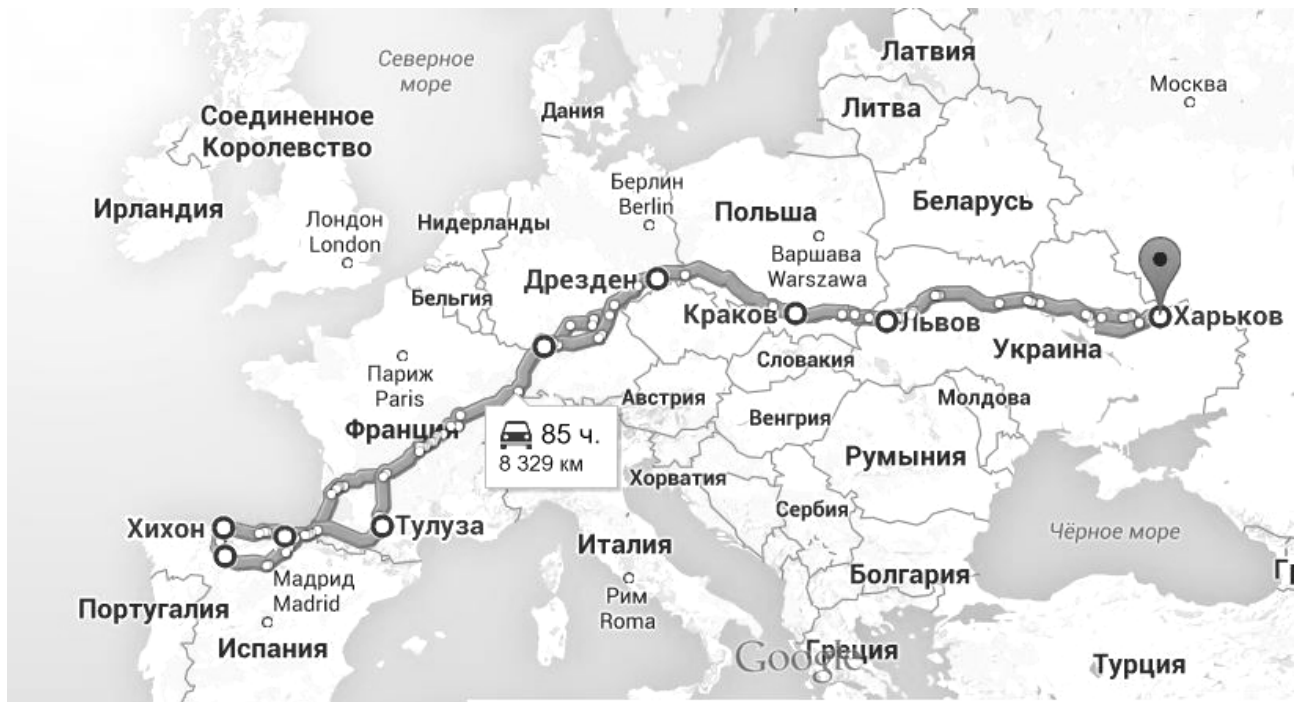 Латвия
Северное
море
Москва
Дания
Литва
Соединенное
Королевство
Берлин
Berlin
Ирландия
Нидерланды
Польша
Беларусь
Лондон
London
Варшава
Warszawa
Дрезден
Бельгия
Краков
Львов
Харьков
Париж
Paris
Словакия
Украина
Австрия
Молдова
Франция
85 ч.
8 329 км
Венгрия
Румыния
Хорватия
Сербия
Хихон
Тулуза
Чёрное море
Италия
Мадрид
Madrid
Болгария
Гр
Португалия
Рим
Roma
Испания
Греция
Google
Турция